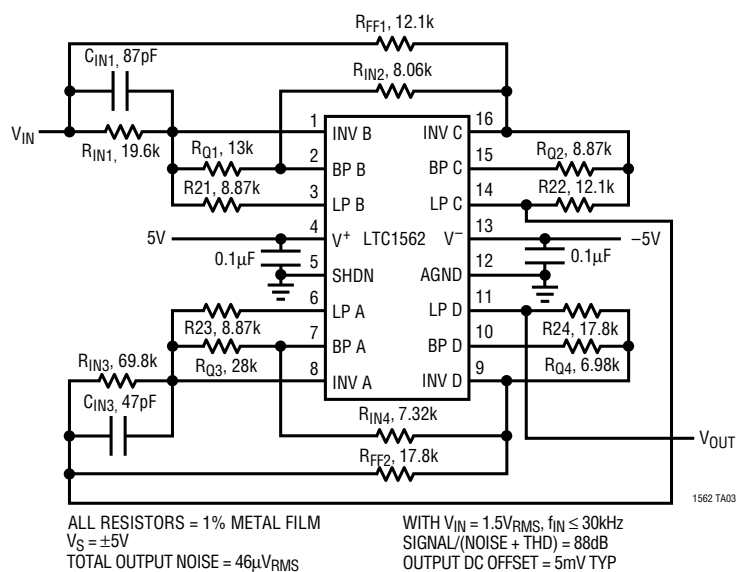 RFF1, 12.1k
CIN1, 87pF
RIN2, 8.06k
VIN
RIN1, 19.6k
1 INV B
INV C 16
RQ1, 13k
2 BP B
BP C 15
RQ2, 8.87k
R21, 8.87k
3 LP B
LP C 14
R22, 12.1k
5V
4 V+
LTC1562
V− 13
−5V
0.1µF
5 SHDN
AGND 12
0.1µF
6 LP A
LP D 11
R23, 8.87k
R24, 17.8k
7 BP A
BP D 10
RIN3, 69.8k
RQ3, 28k
8 INV A
INV D 9
RQ4, 6.98k
CIN3, 47pF
RIN4, 7.32k
VOUT
RFF2, 17.8k
1562 TA03
ALL RESISTORS = 1% METAL FILM
VS = ±5V
TOTAL OUTPUT NOISE = 46µVRMS
WITH VIN = 1.5VRMS, fIN ≤ 30kHz
SIGNAL/(NOISE + THD) = 88dB
OUTPUT DC OFFSET = 5mV TYP